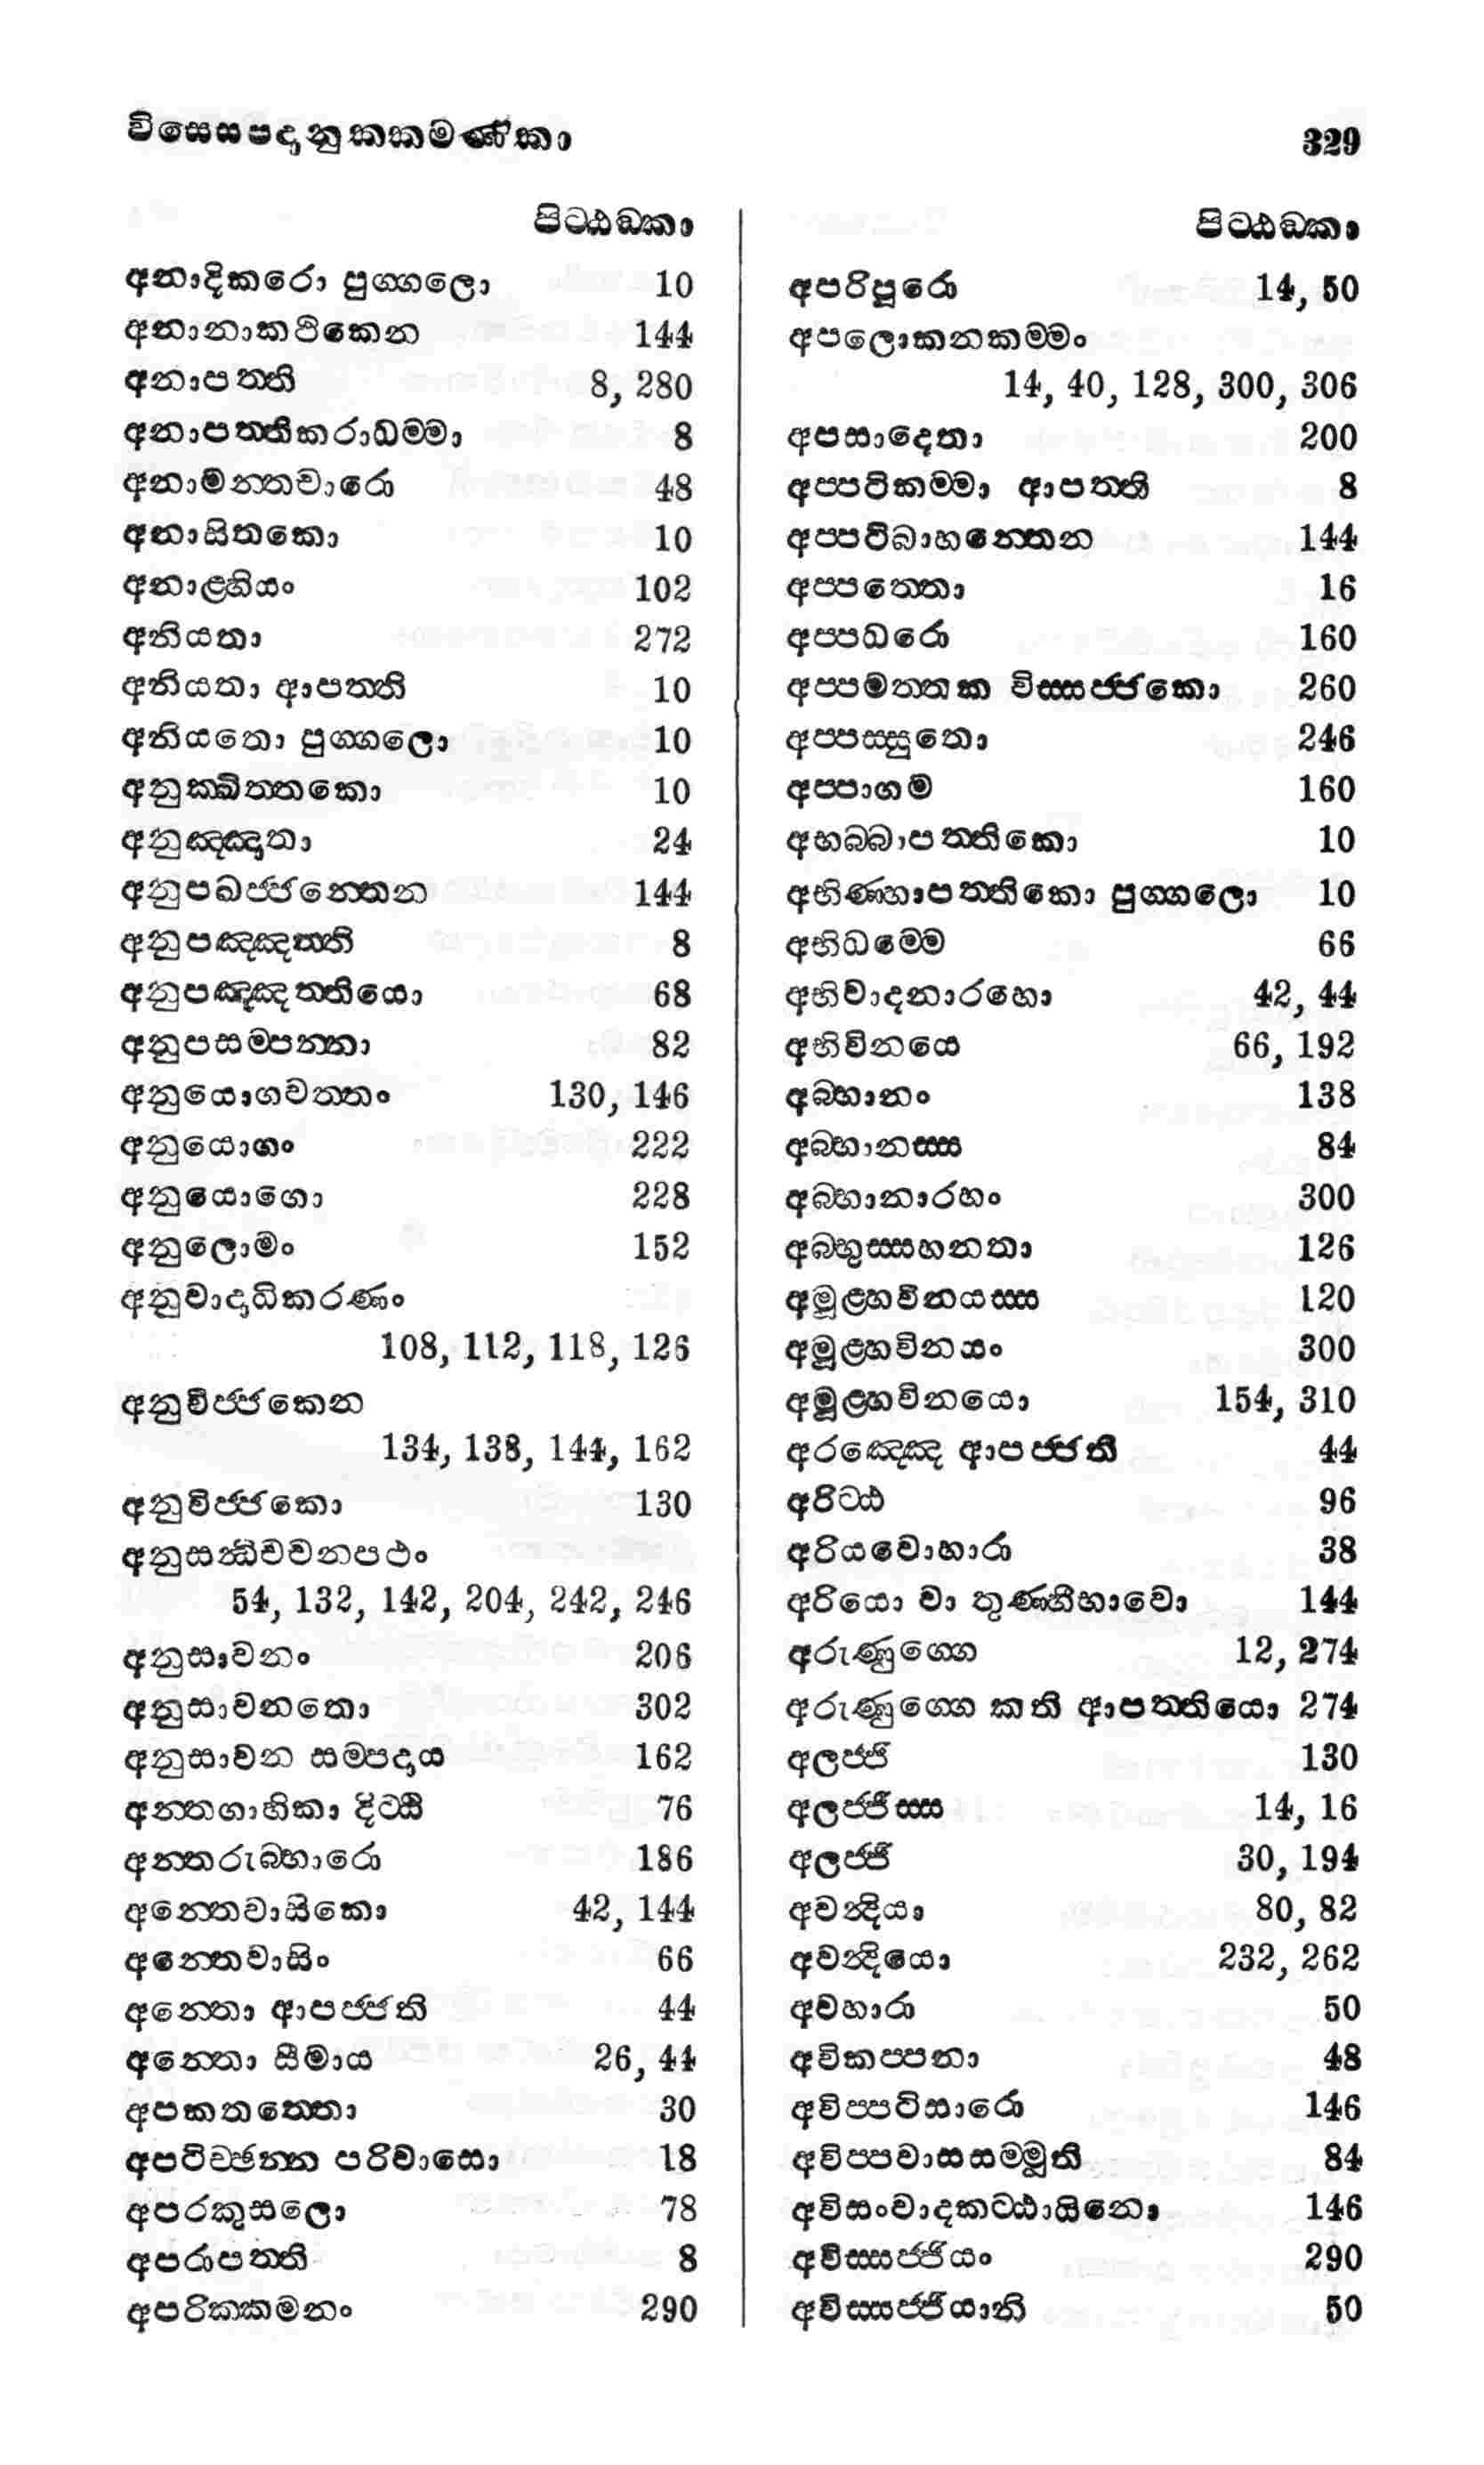 විසෙසපදානුක්කමණිකා 329
පිට්ඨඞ්කා
අනාදිකරො පුග්ගලො 10
අනානාකථිකෙන 144
අනාපත්ති 8, 280
අනාපත්තිකරාධම්මා 8
අනාමන්තචාරො 48
අනාසිතකො 10
අනාළහියං 102
අනියතා 272
අනියතා ආපත්ති 10
අනියතො පුග්ගලො 10
අනුක්ඛිත්තකො 10
අනුඤ්ඤාතා 24
අනුපඛජ්ජන්තෙන 144
අනුපඤ්ඤත්ති 8
අනුපඤ්ඤත්තියො 68
අනුපසම්පන්නා 82
අනුයොගවත්තං 130, 146
අනුයොගං 222
අනුයොගො 228
අනුලොමං 152
අනුවාදාධිකරණං
108, 112, 118, 126
අනුවිජ්ජකෙන
134, 138, 144, 162
අනුවිජ්ජකො 130
අනුසන්ධිවචනපථං
54, 132, 142, 204, 242, 246
අනුසාවනං 206
අනුසාවනතො 302
අනුසාවන සම්පදාය 162
අන්තගාහිකා දිට්ඨි 76
අන්තරුබ්භාරො 186
අන්තෙවාසිකො 42, 144
අන්තෙවාසිං 66
අන්තො ආපජ්ජති 44
අන්තො සීමාය 26, 44
අපකතත්තො 30
අපටිච්ඡන්න පරිවාසො 18
අපරකුසලො 78
අපරාපත්ති 8
අපරික්කමනං 290
පිට්ඨඞ්කා
අපරිපූරො 14, 50
අපලොකනකම්මං
14, 40, 128, 300, 306
අපසාදෙතා 200
අප්පටිකම්මා ආපත්ති 8
අප්පටිබාහන්තෙන 144
අප්පත්තො 16
අප්පධරො 160
අප්පමත්තක විස්සජ්ජකො 260
අප්පස්සුතො 246
අප්පාගම 160
අභබ්බාපත්තිකො 10
අභිණ්හාපත්තිකො පුග්ගලො 10
අභිධම්මෙ 66
අභිවාදනාරහො 42, 44
අභිවිනයෙ 66, 192
අබ්භානං 138
අබ්භානස්ස 84
අබ්භානාරහං 300
අබ්භුස්සහනතා 126
අමූළ්හවිනයස්ස 120
අමූළ්හවිනයං 300
අමූළ්හවිනයො 154, 310
අරඤ්ඤෙ ආපජ්ජති 44
අරිට්ඨ 96
අරියවොහාරා 38
අරියො වා තුණ්හීභාවො 144
අරුණුග්ගෙ 12, 274
අරුණුග්ගෙ කති ආපත්තියො 274
අලජ්ජි 130
අලජ්ජිස්ස 14, 16
අලජ්ජී 30, 194
අවන්දියා 80, 82
අවන්දියො 232, 262
අවහාරා 50
අවිකප්පනා 48
අවිප්පටිසාරො 146
අවිප්පවාසසම්මුති 84
අවිසංවාදකට්ඨායිනො 146
අවිස්සජ්ජියං 290
අවිස්සජ්ජියානි 50